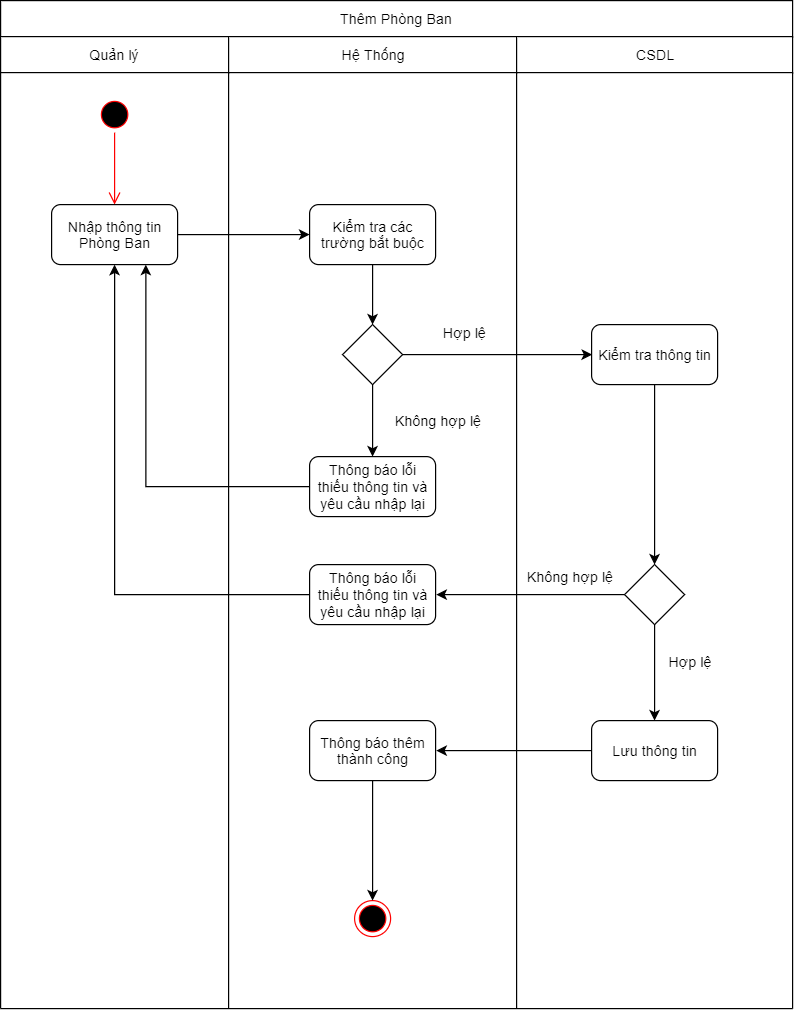 Thêm Phòng Ban
Quản lý
Hệ Thống
CSDL
Nhập thông tin
Phòng Ban
Kiểm tra các
trường bắt buộc
Hợp lệ
Kiểm tra thông tin
Không hợp lệ
Thông báo lỗi
thiếu thông tin và
yêu cầu nhập lại
Không hợp lệ
Thông báo lỗi
thiếu thông tin và
yêu cầu nhập lại
Hợp lệ
Thông báo thêm
thành công
Lưu thông tin